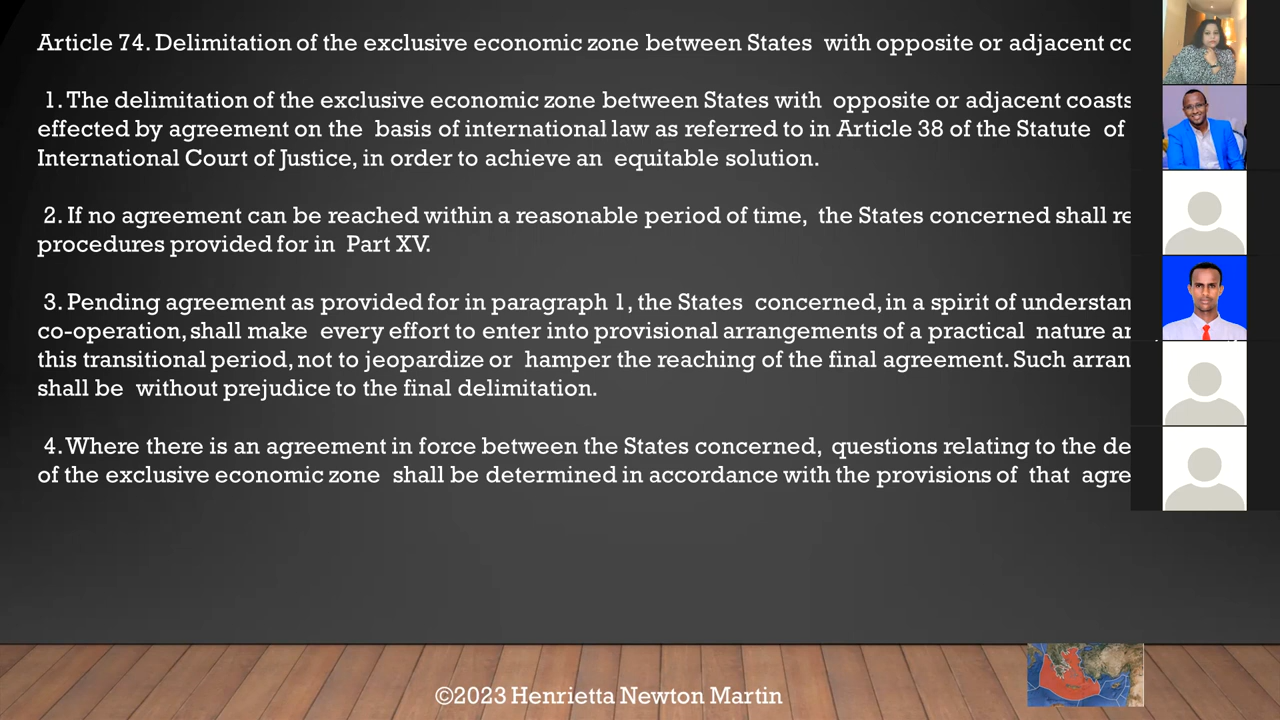 Article 74. Delimitation of the exclusive economic zone between States with opposite or adjacent
1. The delimitation of the exclusive economic zone between States with opposite or adjacent coasts
effected by agreement on the basis of international law as referred to in Article 38 of the Statute of
International Court of Justice, in order to achieve an equitable solution.
2. If no agreement can be reached within a reasonable period of time, the States concerned shall
procedures provided for in Part XV.
3. Pending agreement as provided for in paragraph 1, the States concerned, in a spirit of
co-operation, shall make every effort to enter into provisional arrangements of a practical nature
this transitional period, not to jeopardize or hamper the reaching of the final agreement. Such
shall be without prejudice to the final delimitation.
4. Where there is an agreement in force between the States concerned, questions relating to the
of the exclusive economic zone shall be determined in accordance with the provisions of that
©2023 Henrietta Newton Martin